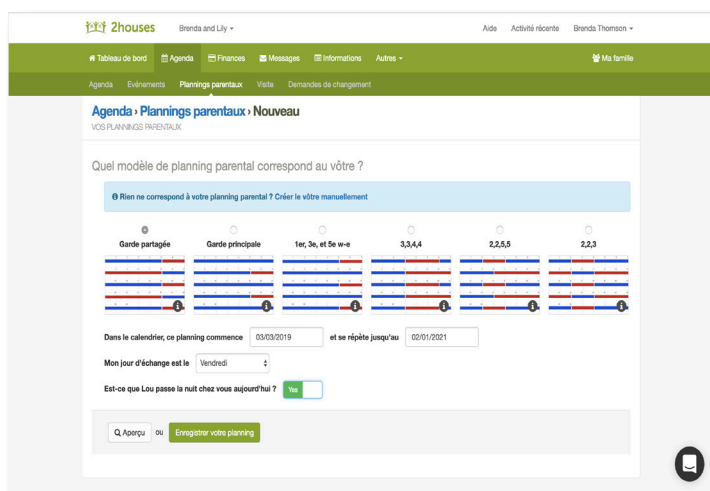 2houses
Brenda and Lily
Aide Activité récente Brenda Thomson
Tableau de bord Agenda Finances Messages Informations Autres Ma famille
Agenda Evénements Plannings parentaux Visite Demandes de changement
Agenda › Plannings parentaux › Nouveau
VOS PLANNINGS PARENTAUX
Quel modèle de planning parental correspond au vôtre ?
Rien ne correspond à votre planning parental ? Créer le vôtre manuellement
Garde partagée Garde principale 1er, 3e, et 5e w-e 3,3,4,4 2,2,5,5 2,2,3
Dans le calendrier, ce planning commence 03/03/2019 et se répète jusqu'au 02/01/2021
Mon jour d'échange est le Vendredi
Est-ce que Lou passe la nuit chez vous aujourd'hui ? Yes
Aperçu ou Enregistrer votre planning